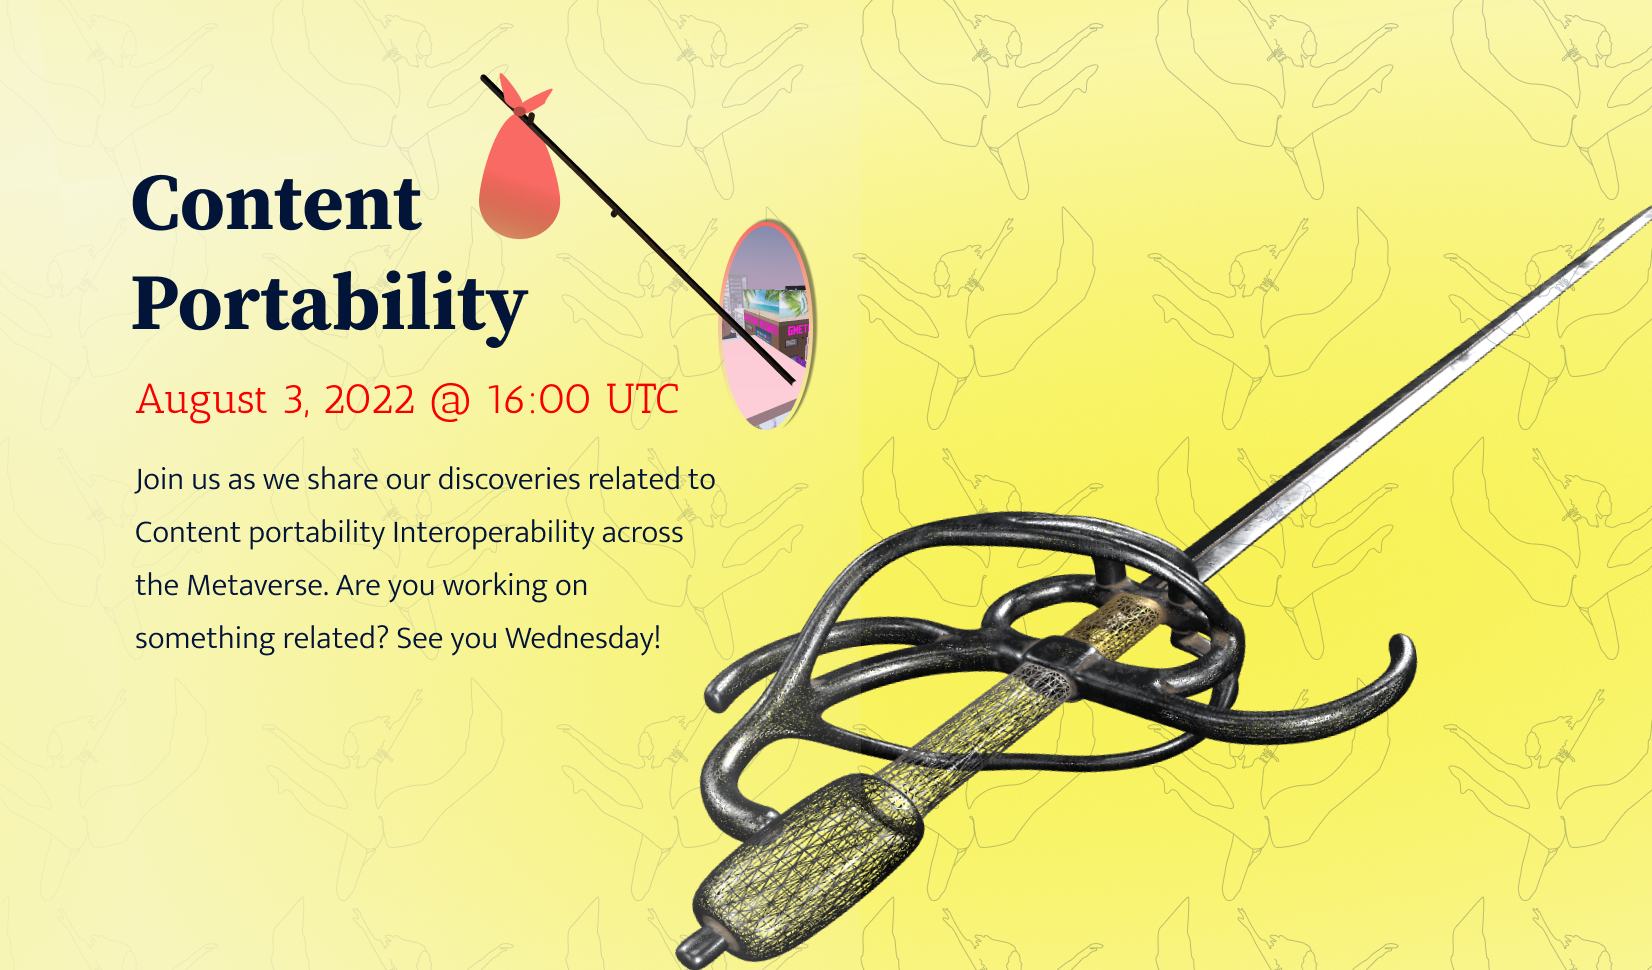 Content
Portability
August 3, 2022 @ 16:00 UTC
Join us as we share our discoveries related to
Content portability Interoperability across
the Metaverse. Are you working on
something related? See you Wednesday!